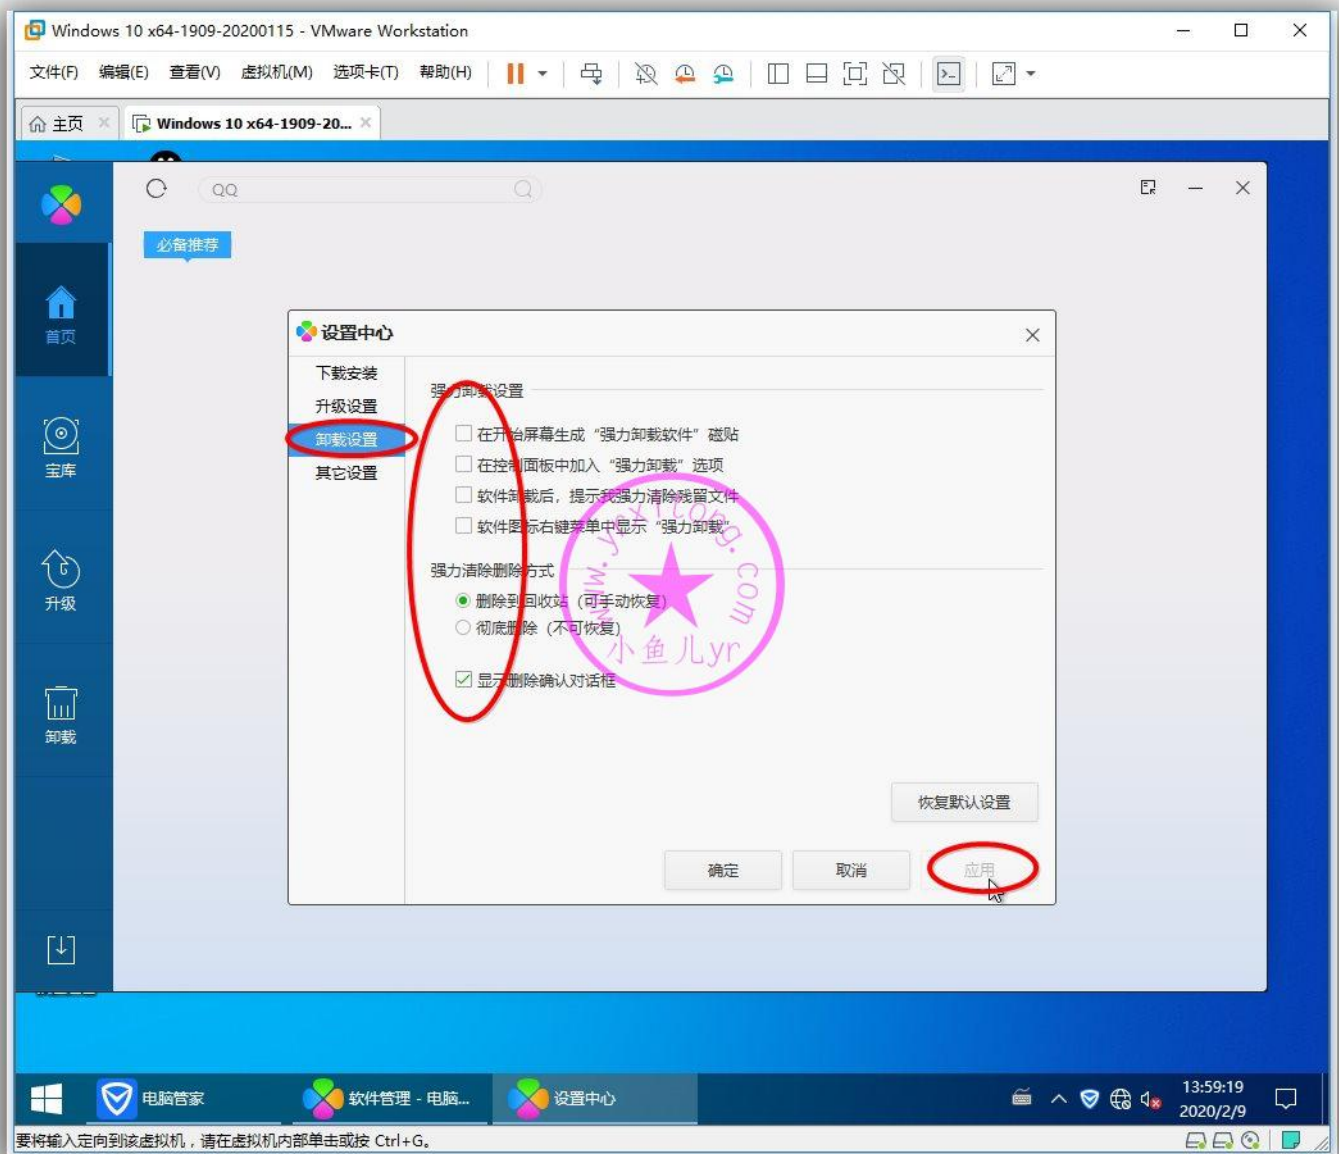 Windows 10 x64-1909-20200115 - VMware Workstation
文件(F) 编辑(E) 查看(V) 虚拟机(M) 选项卡(T) 帮助(H)
主页 Windows 10 x64-1909-20...
QQ
必备推荐
首页
宝库
升级
卸载
设置中心
下载安装
升级设置
卸载设置
其它设置
强力卸载设置
在开始屏幕生成“强力卸载软件”磁贴
在控制面板中加入“强力卸载”选项
软件卸载后，提示我强力清除残留文件
软件图标右键菜单中显示“强力卸载”
强力清除删除方式
删除到回收站（可手动恢复）
彻底删除（不可恢复）
显示删除确认对话框
www.yrxitong.com
小鱼儿yr
恢复默认设置
确定 取消 应用
电脑管家 软件管理 - 电脑... 设置中心
13:59:19
2020/2/9
要将输入定向到该虚拟机，请在虚拟机内部单击或按 Ctrl+G。